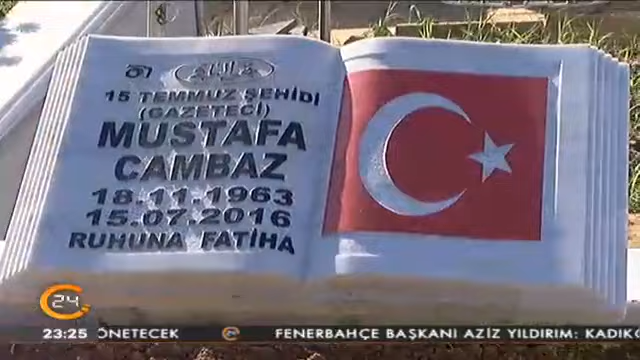 15 TEMMUZ ŞEHİDİ
(GAZETECİ)
MUSTAFA
CAMBAZ
18.11.1963
15.07.2016
RUHUNA FATİHA
24
23:25 ÖNETECEK FENERBAHÇE BAŞKANI AZİZ YILDIRIM: KADIKÖ